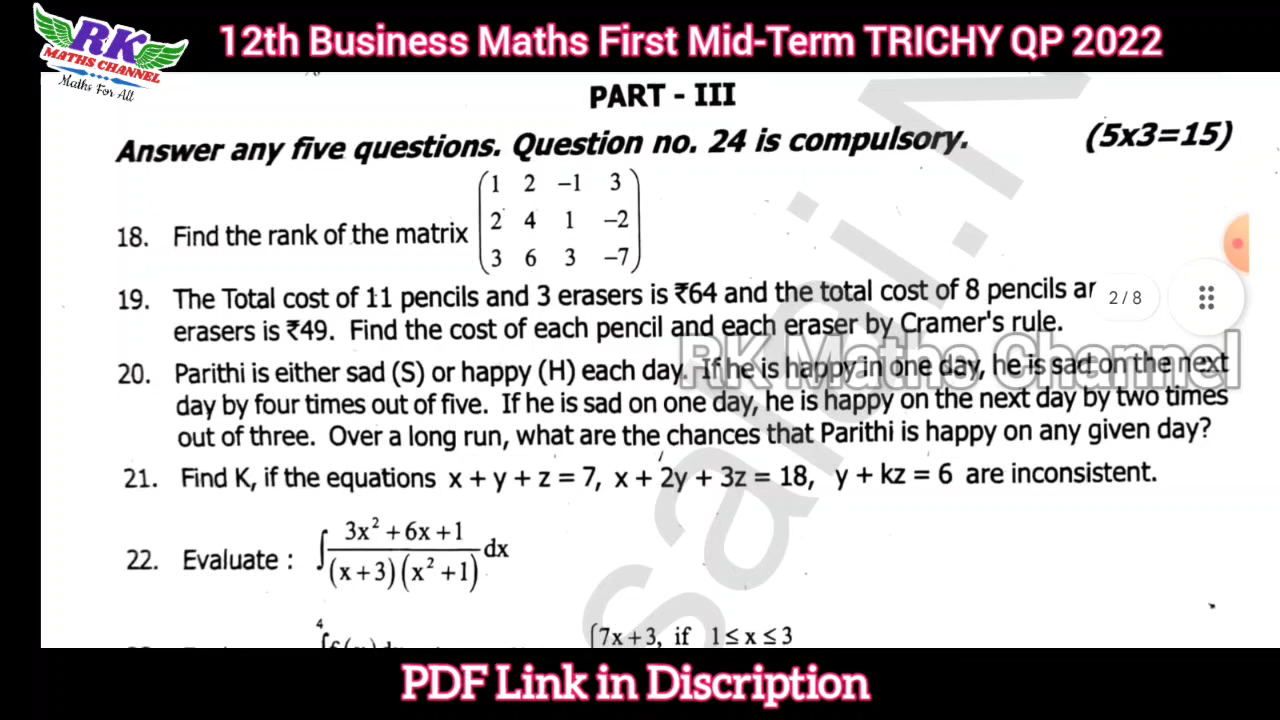 RK
MATHS CHANNEL
Maths For All
12th Business Maths First Mid-Term TRICHY QP 2022
PART - III
Answer any five questions. Question no. 24 is compulsory. (5x3=15)
18. Find the rank of the matrix
1 2 –1 3
2 4 1 –2
3 6 3 –7
19. The Total cost of 11 pencils and 3 erasers is ₹64 and the total cost of 8 pencils
2/8
erasers is ₹49. Find the cost of each pencil and each eraser by Cramer's rule.
RK Maths Channel
20. Parithi is either sad (S) or happy (H) each day. If he is happy in one day, he is sad on the next
day by four times out of five. If he is sad on one day, he is happy on the next day by two times
out of three. Over a long run, what are the chances that Parithi is happy on any given day?
21. Find K, if the equations x + y + z = 7, x + 2y + 3z = 18, y + kz = 6 are inconsistent.
22. Evaluate : ∫ (3x² + 6x + 1) / ((x + 3)(x² + 1)) dx
4
7x + 3, if 1 ≤ x ≤ 3
PDF Link in Discription